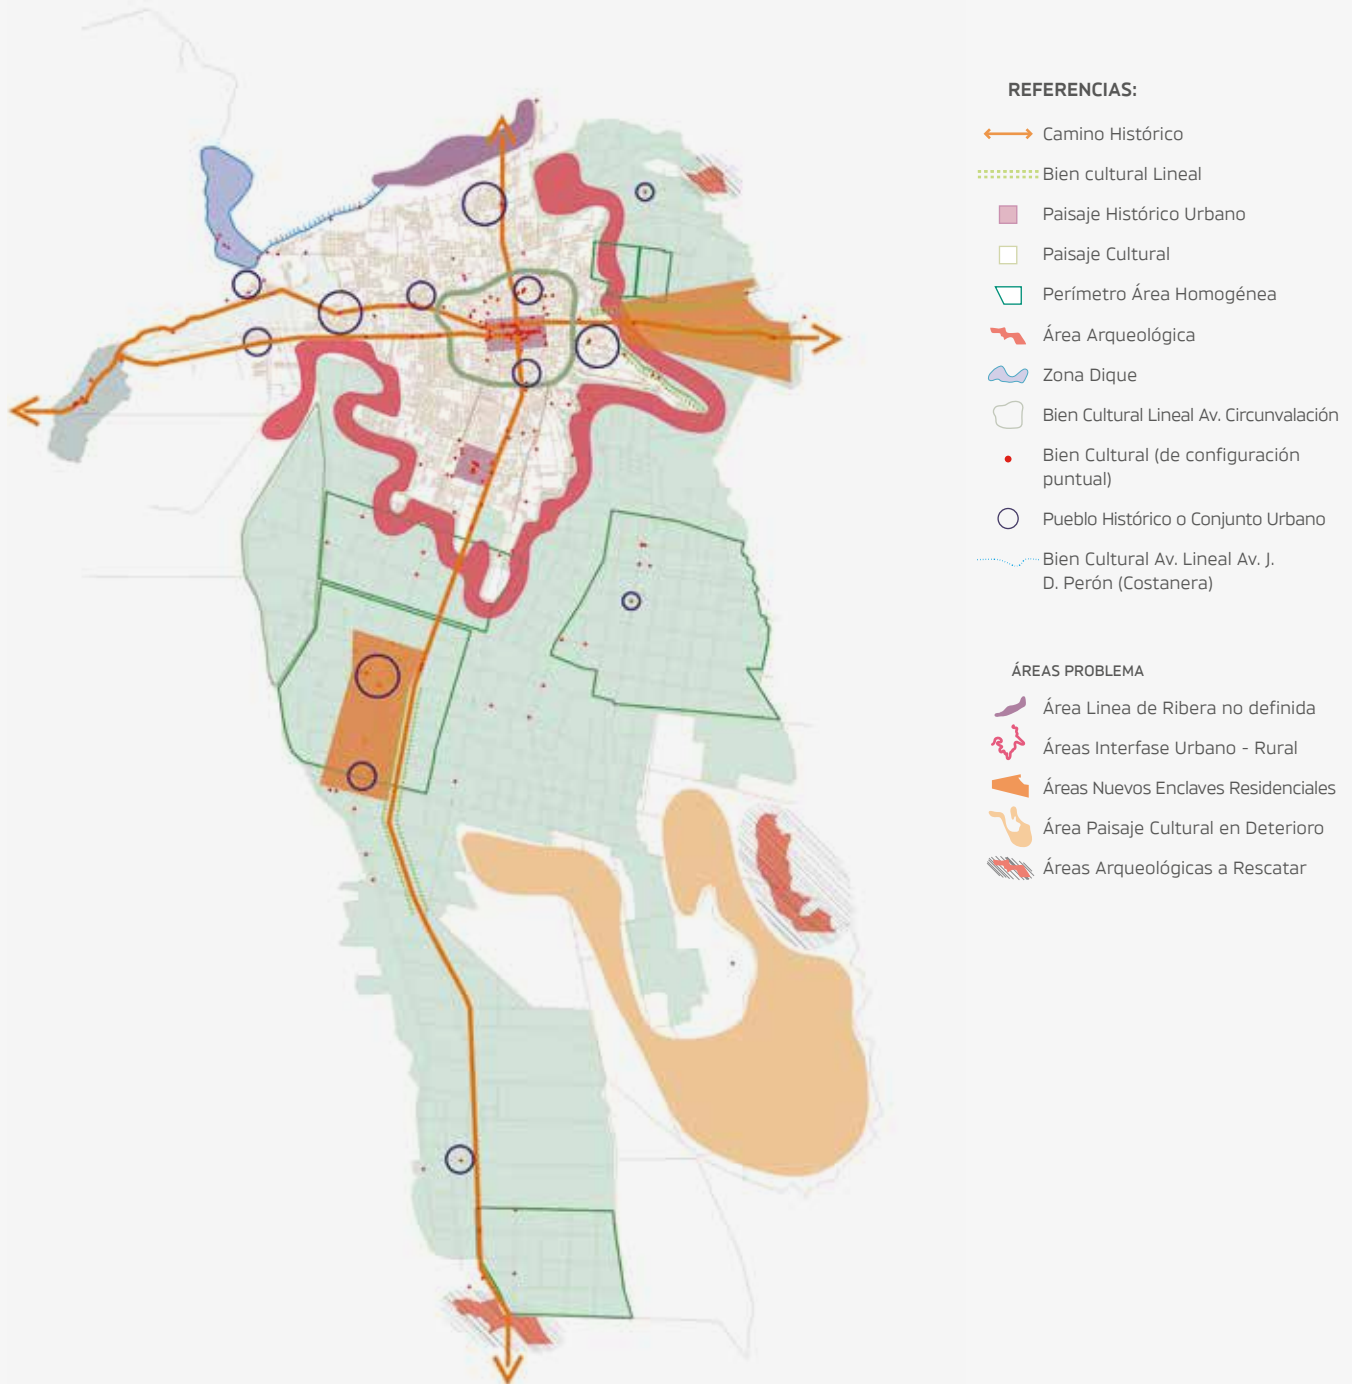 REFERENCIAS:
Camino Histórico
Bien cultural Lineal
Paisaje Histórico Urbano
Paisaje Cultural
Perímetro Área Homogénea
Área Arqueológica
Zona Dique
Bien Cultural Lineal Av. Circunvalación
Bien Cultural (de configuración
puntual)
Pueblo Histórico o Conjunto Urbano
Bien Cultural Av. Lineal Av. J.
D. Perón (Costanera)
ÁREAS PROBLEMA
Área Linea de Ribera no definida
Áreas Interfase Urbano - Rural
Áreas Nuevos Enclaves Residenciales
Área Paisaje Cultural en Deterioro
Áreas Arqueológicas a Rescatar